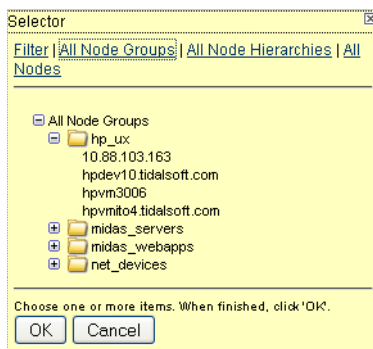 Selector
Filter | All Node Groups | All Node Hierarchies | All
Nodes
All Node Groups
hp_ux
10.88.103.163
hpdev10.tidalsoft.com
hpvm3006
hpvmito4.tidalsoft.com
midas_servers
midas_webapps
net_devices
Choose one or more items. When finished, click 'OK'.
OK Cancel